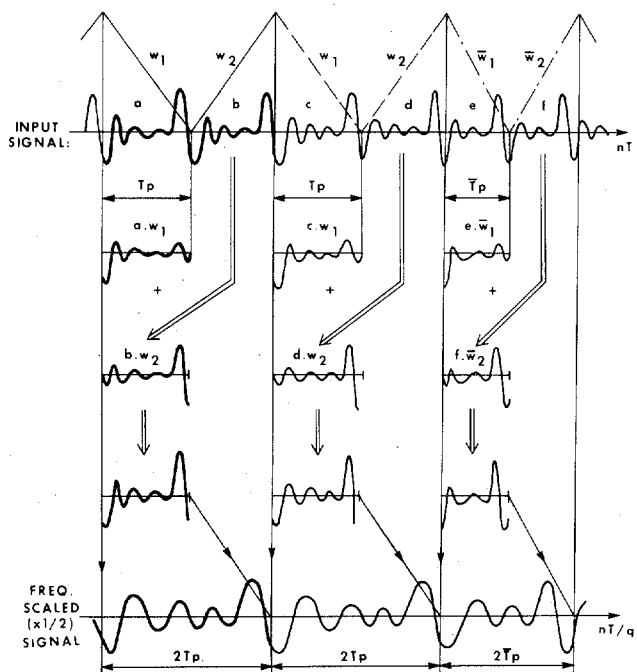 w1 w2 w1 w2 w̅1 w̅2
a b c d e f
INPUT
SIGNAL:
nT
Tp Tp T̅p
a.w1 c.w1 e.w̅1
+ + +
b.w2 d.w2 f.w̅2
FREQ.
SCALED
(x1/2)
SIGNAL
nT/q
2Tp. 2Tp 2T̅p